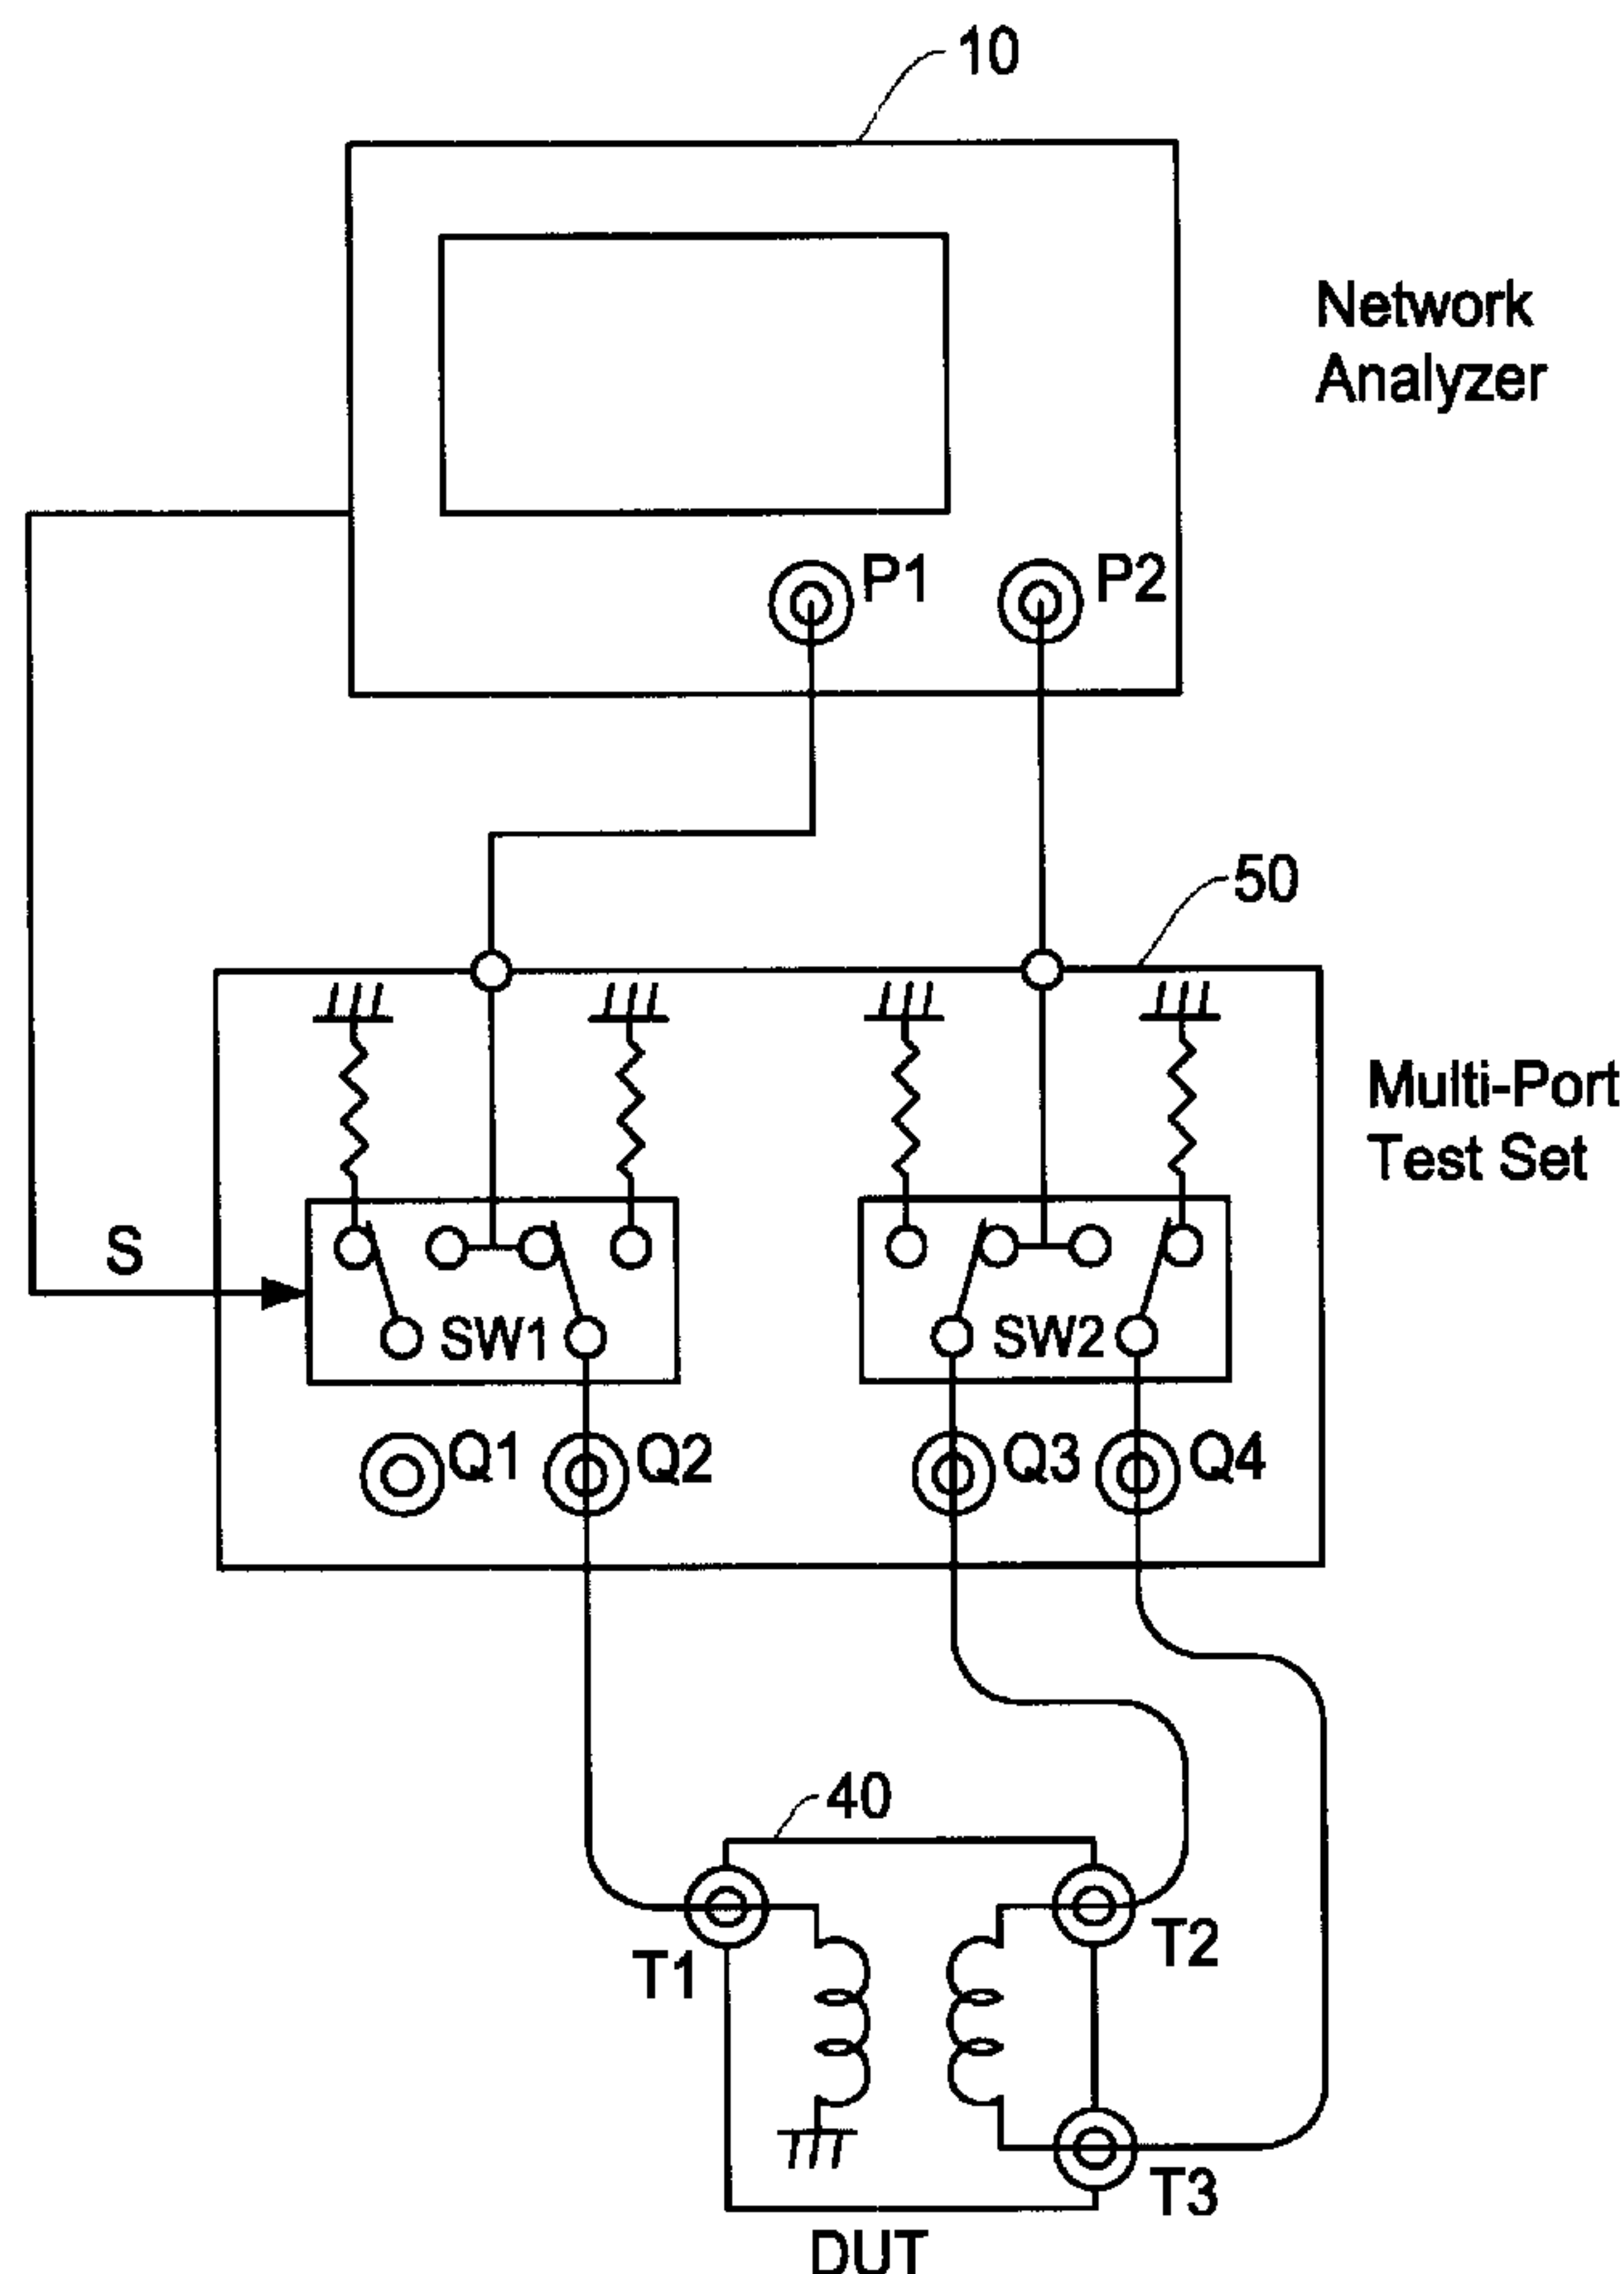 10
Network
Analyzer
P1
P2
50
Multi-Port
Test Set
S
SW1
SW2
Q1
Q2
Q3
Q4
40
T1
T2
T3
DUT